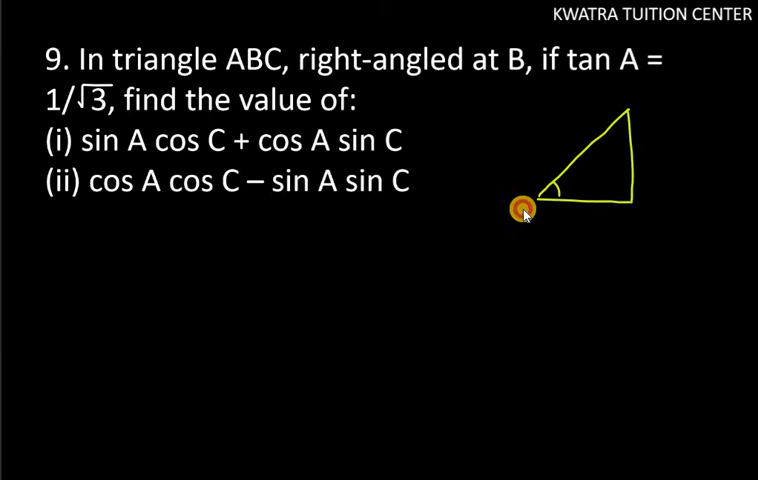 KWATRA TUITION CENTER
9. In triangle ABC, right-angled at B, if tan A =
1/√3, find the value of:
(i) sin A cos C + cos A sin C
(ii) cos A cos C – sin A sin C